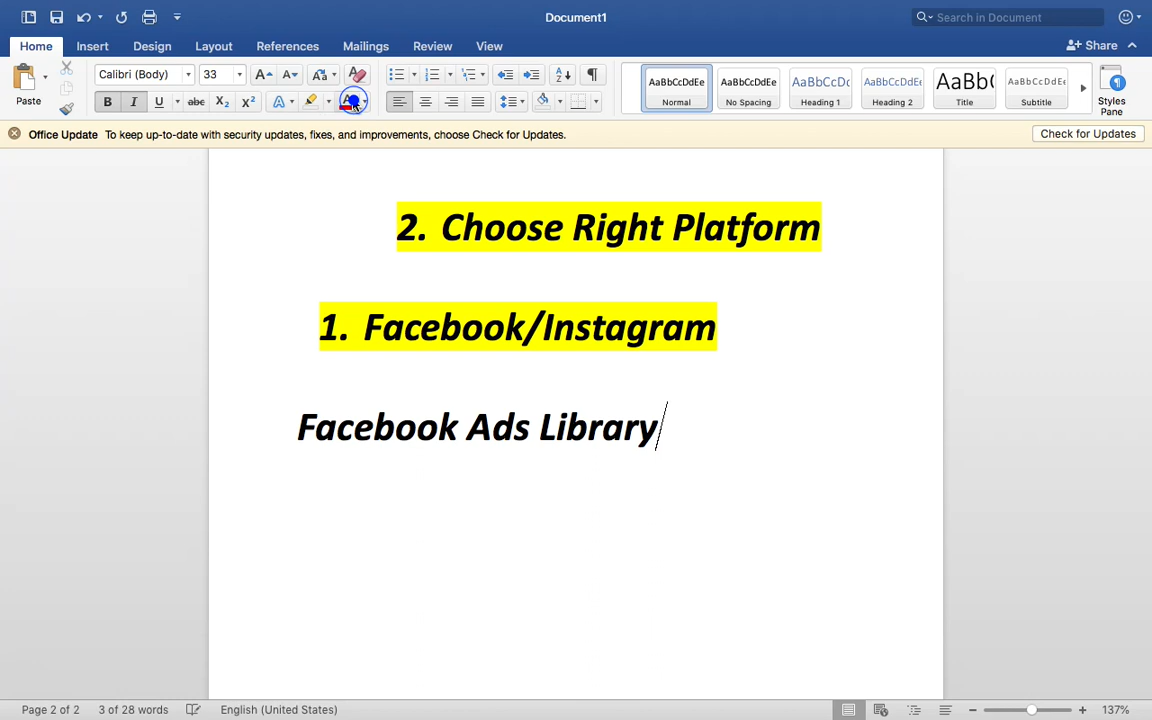 Document1
Search in Document
Home Insert Design Layout References Mailings Review View
Share
Paste
Calibri (Body) 33
AaBbCcDdEe AaBbCcDdEe AaBbCcDc AaBbCcDdEe AaBb( AaBbCcDdEe
Normal No Spacing Heading 1 Heading 2 Title Subtitle
Styles Pane
Office Update To keep up-to-date with security updates, fixes, and improvements, choose Check for Updates.
Check for Updates
2. Choose Right Platform
1. Facebook/Instagram
Facebook Ads Library
Page 2 of 2 3 of 28 words English (United States) 137%